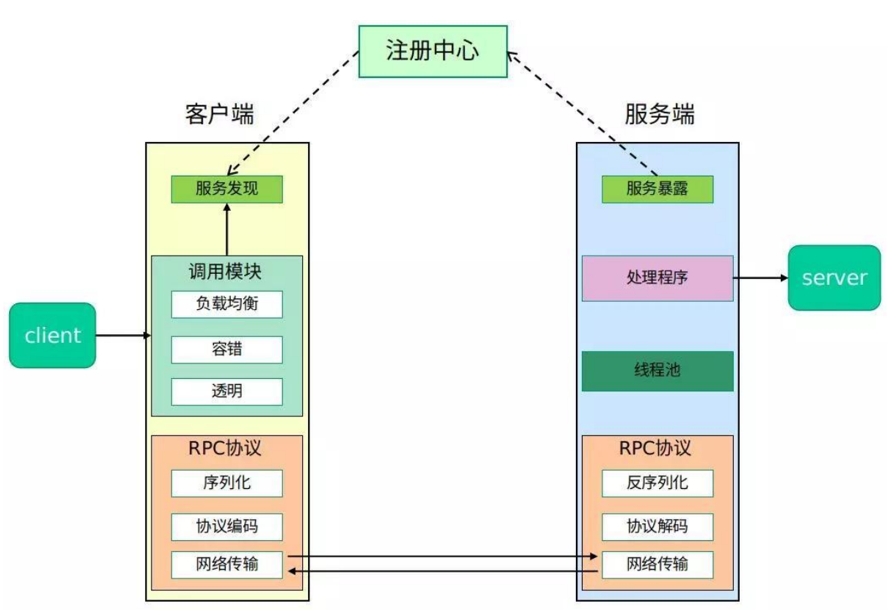 注册中心
客户端
服务端
服务发现
服务暴露
调用模块
负载均衡
容错
透明
处理程序
线程池
client
server
RPC协议
序列化
协议编码
网络传输
RPC协议
反序列化
协议解码
网络传输